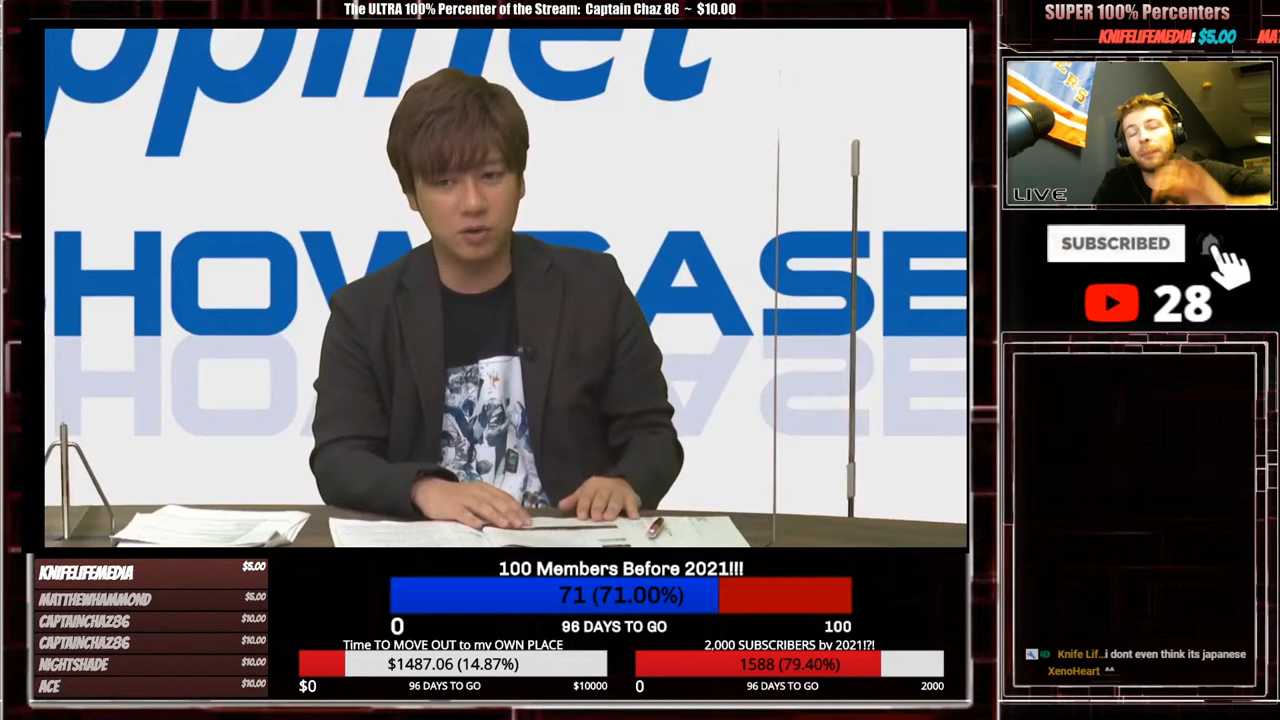 The ULTRA 100% Percenter of the Stream: Captain Chaz 86 ~ $10.00
SUPER 100% Percenters
KNIFELIFEMEDIA: $5.00 MA
ppinet
HOW ASE
LIVE
SUBSCRIBED
28
KNIFELIFEMEDIA $5.00
MATTHEWHAMMOND $5.00
CAPTAINCHAZ86 $10.00
CAPTAINCHAZ86 $10.00
NIGHTSHADE $10.00
ACE $10.00
100 Members Before 2021!!!
71 (71.00%)
0 96 DAYS TO GO 100
Time TO MOVE OUT to my OWN PLACE
$1487.06 (14.87%)
$0 96 DAYS TO GO $10000
2,000 SUBSCRIBERS by 2021!?!
1588 (79.40%)
0 96 DAYS TO GO 2000
Knife Lif...i dont even think its japanese
XenoHeart ^^